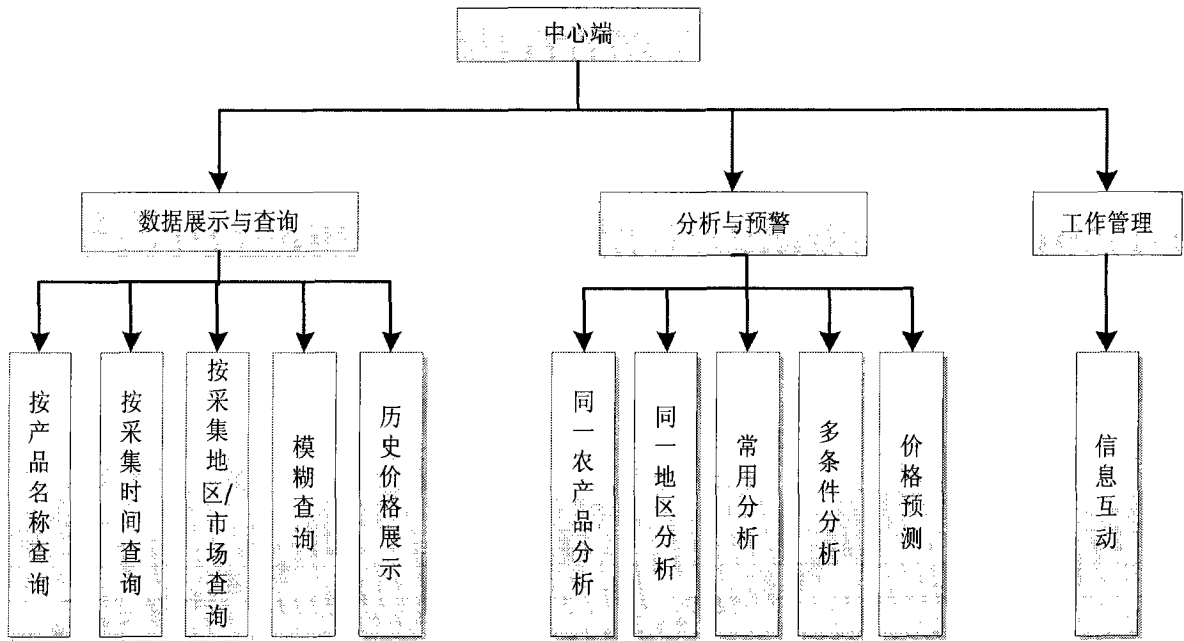 中心端
数据展示与查询
分析与预警
工作管理
按产品名称查询
按采集时间查询
按采集地区/市场查询
模糊查询
历史价格展示
同一农产品分析
同一地区分析
常用分析
多条件分析
价格预测
信息互动